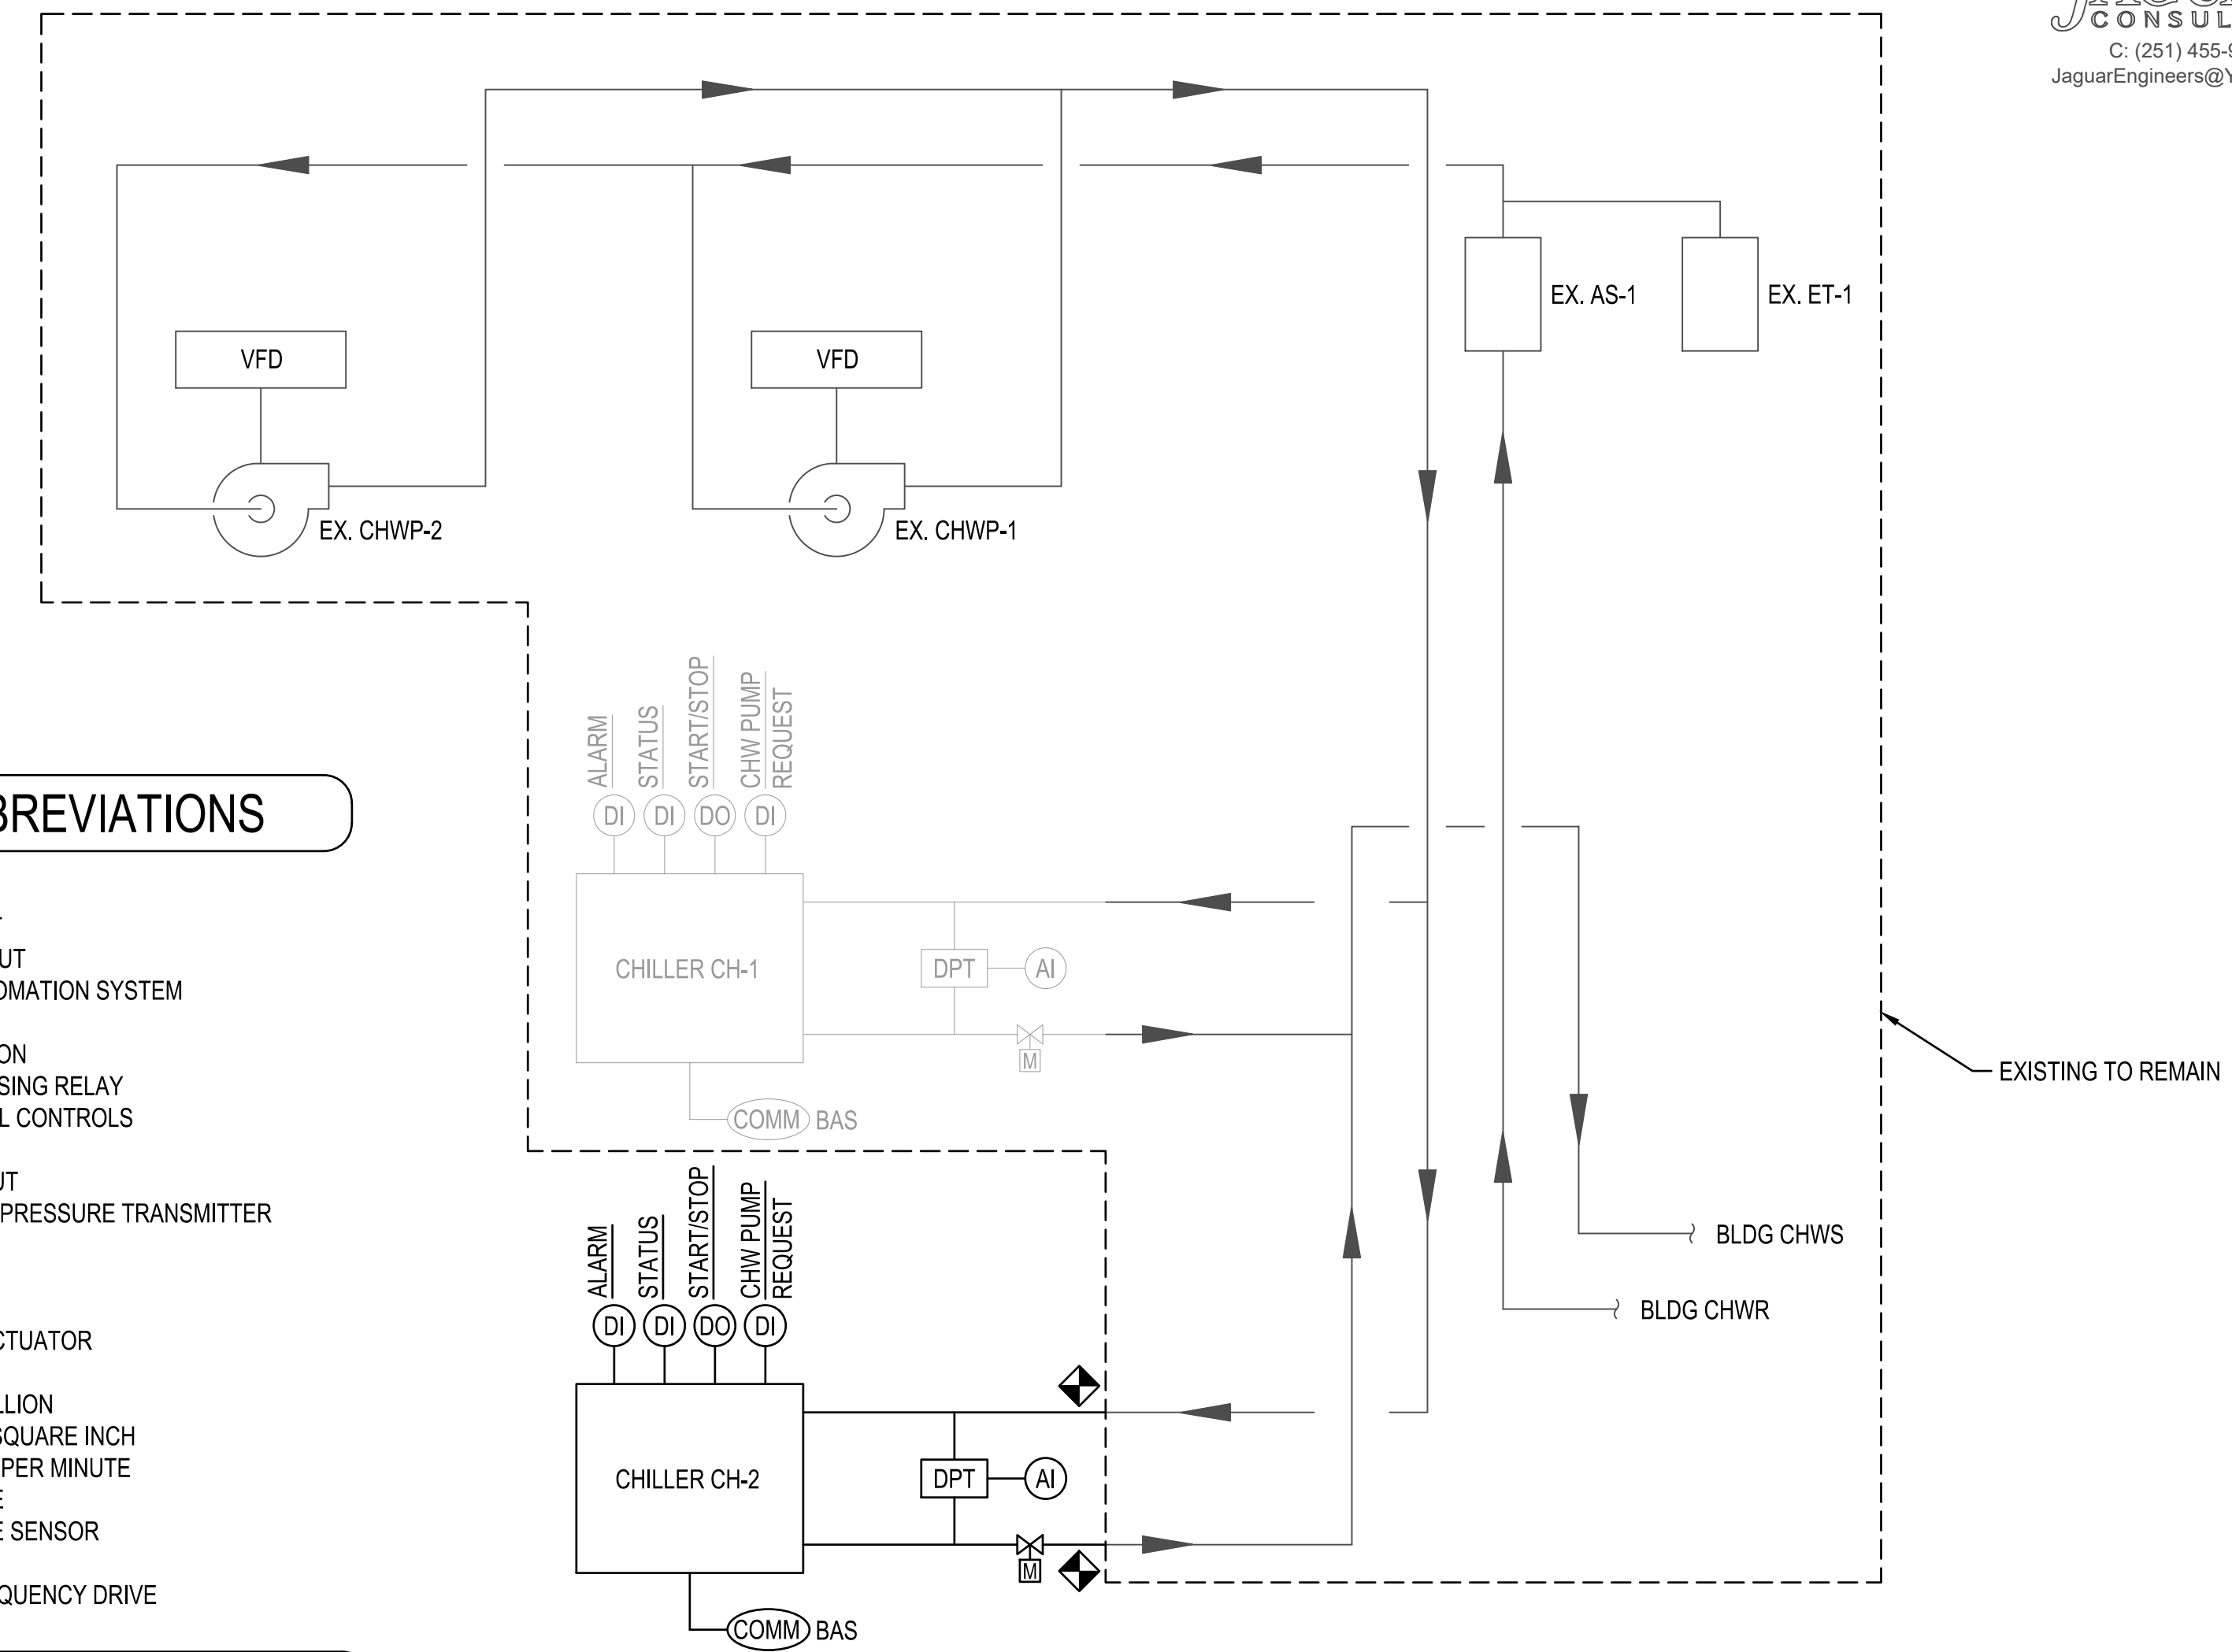 CONSUL
C: (251) 455-9
JaguarEngineers@Y
VFD
VFD
EX. AS-1
EX. ET-1
EX. CHWP-2
EX. CHWP-1
ALARM
STATUS
START/STOP
CHW PUMP
REQUEST
DI
DI
DO
DI
CHILLER CH-1
DPT
AI
M
COMM
BAS
EXISTING TO REMAIN
BREVIATIONS
UT
OMATION SYSTEM
ON
SING RELAY
L CONTROLS
UT
PRESSURE TRANSMITTER
CTUATOR
LLION
SQUARE INCH
PER MINUTE
E
E SENSOR
QUENCY DRIVE
ALARM
STATUS
START/STOP
CHW PUMP
REQUEST
DI
DI
DO
DI
CHILLER CH-2
DPT
AI
M
COMM
BAS
BLDG CHWS
BLDG CHWR